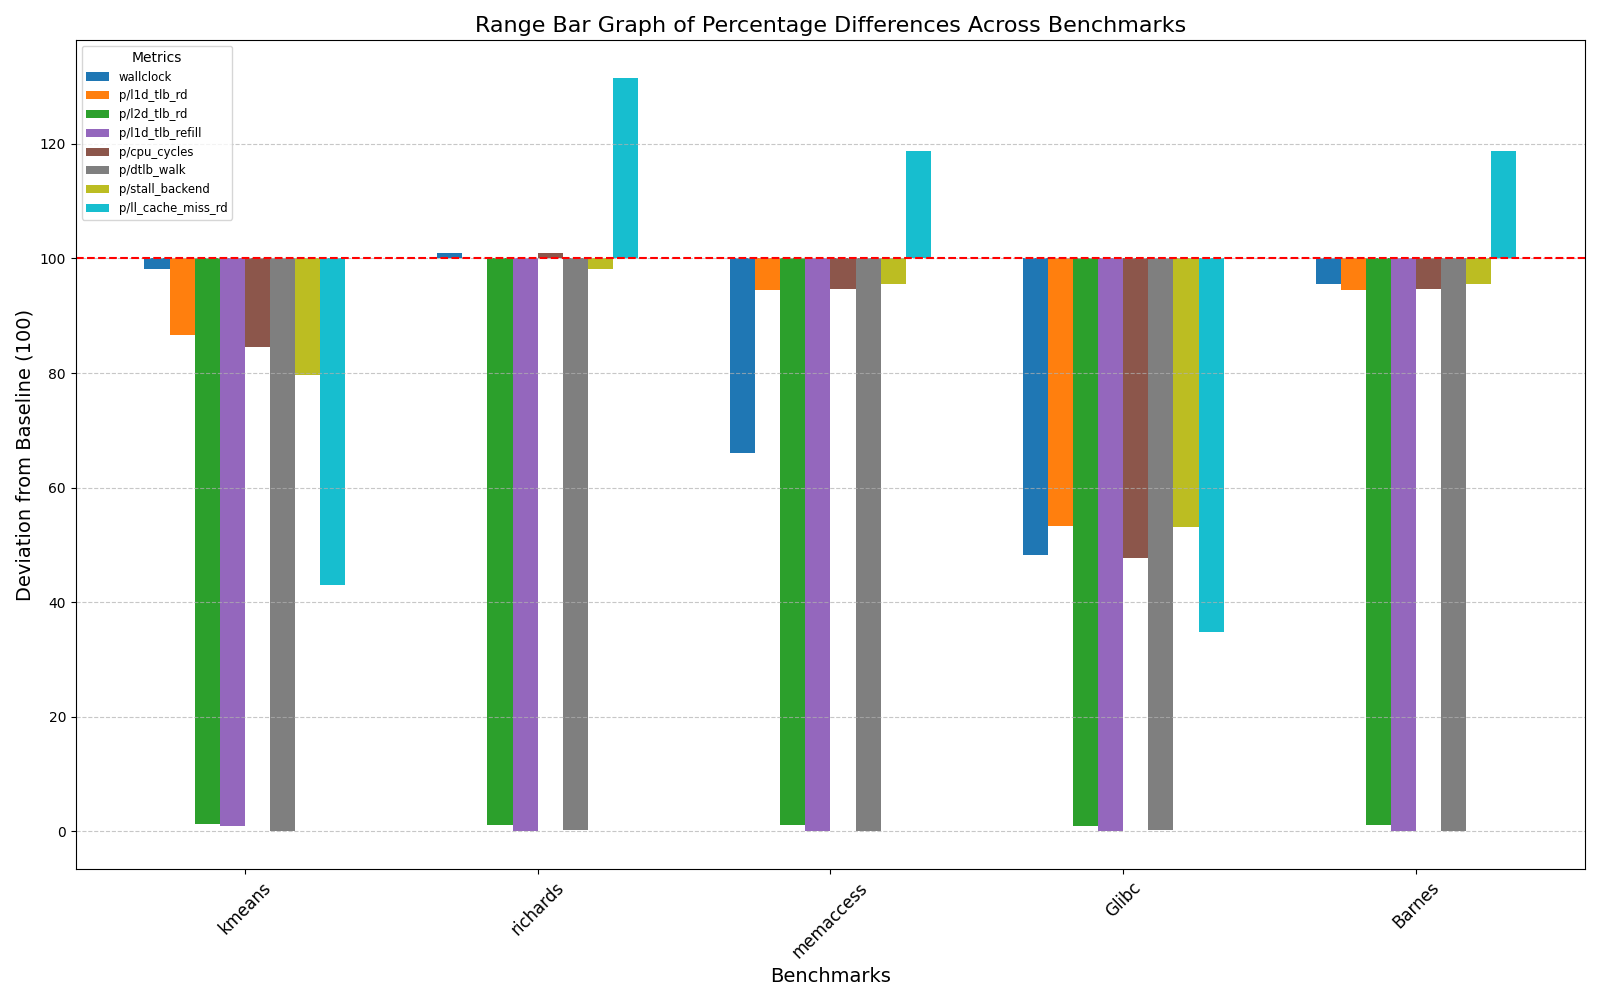 Range Bar Graph of Percentage Differences Across Benchmarks
Metrics
wallclock
p/l1d_tlb_rd
p/l2d_tlb_rd
p/l1d_tlb_refill
p/cpu_cycles
p/dtlb_walk
p/stall_backend
p/ll_cache_miss_rd
Deviation from Baseline (100)
120
100
80
60
40
20
0
kmeans
richards
memaccess
Glibc
Barnes
Benchmarks